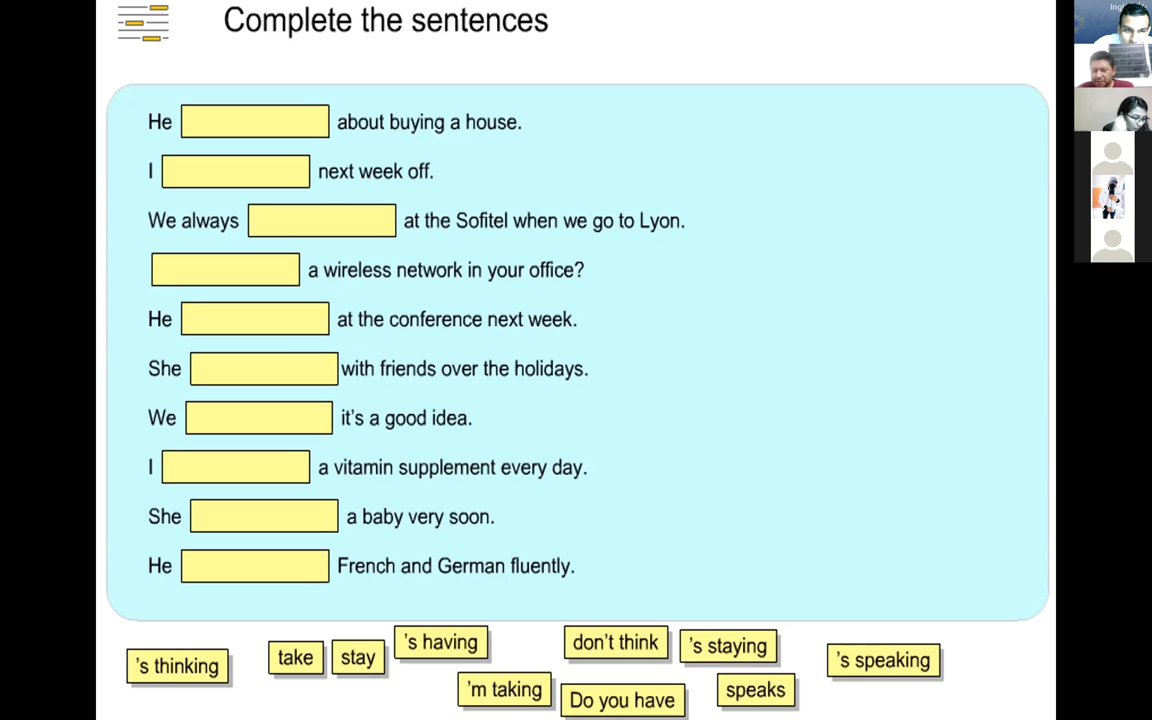 Complete the sentences
He about buying a house.
I next week off.
We always at the Sofitel when we go to Lyon.
a wireless network in your office?
He at the conference next week.
She with friends over the holidays.
We it's a good idea.
I a vitamin supplement every day.
She a baby very soon.
He French and German fluently.
's thinking
take
stay
's having
don't think
's staying
's speaking
'm taking
Do you have
speaks